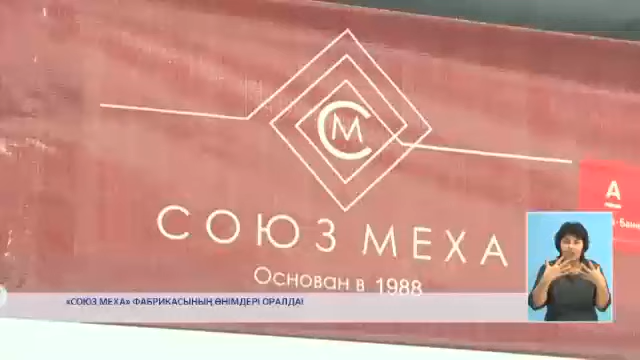 СМ
СОЮЗ МЕХА
Основан в 1988
А
«СОЮЗ МЕХА» ФАБРИКАСЫНЫҢ ӨНІМДЕРІ ОРАЛДА!